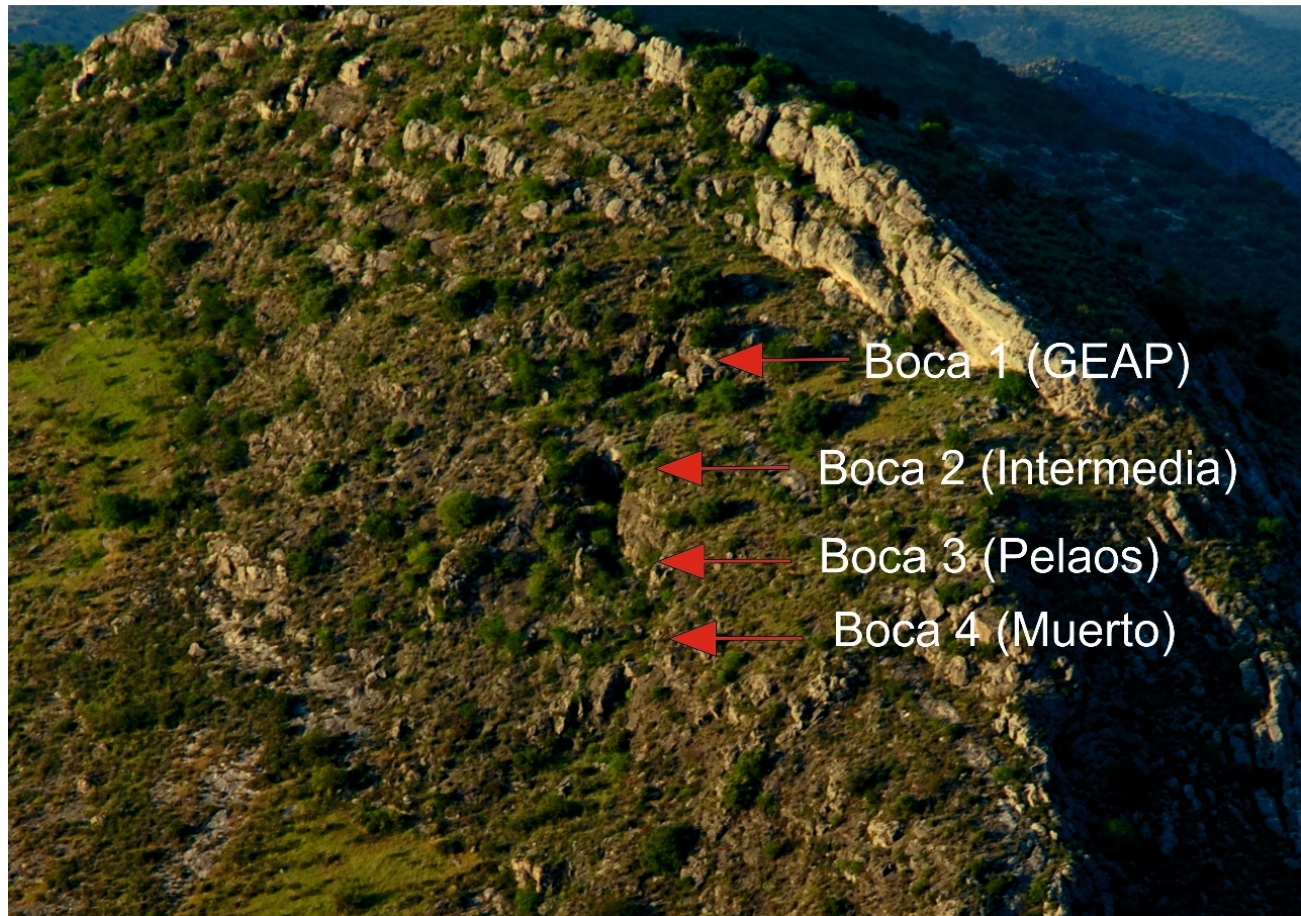 Boca 1 (GEAP)
Boca 2 (Intermedia)
Boca 3 (Pelaos)
Boca 4 (Muerto)